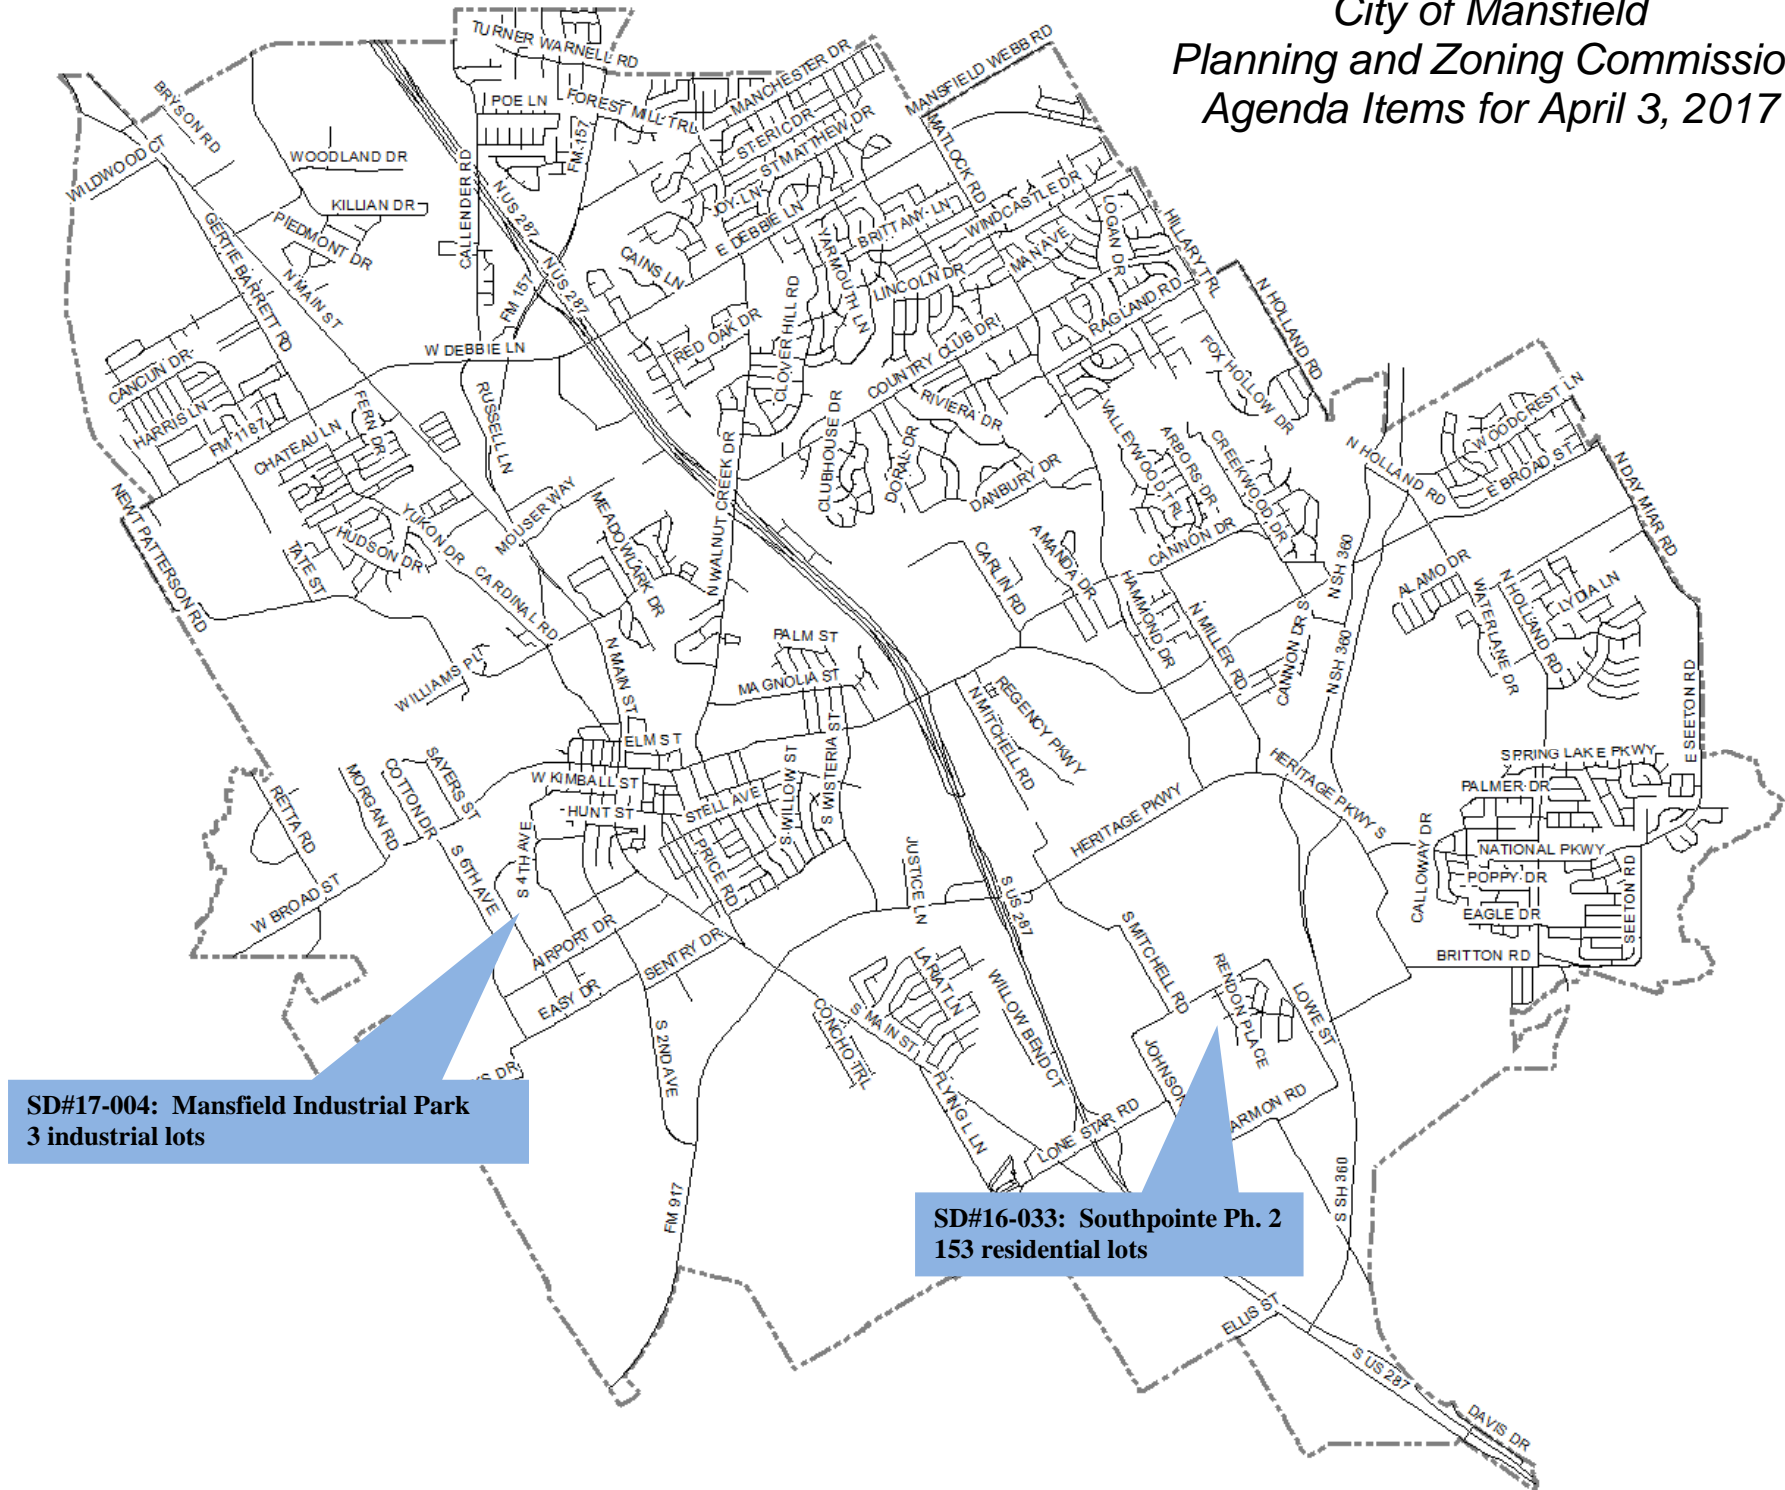 City of Mansfield
Planning and Zoning Commissio
Agenda Items for April 3, 2017
TURNER WARNELL RD
MANCHESTER DR
MANSFIELD WEBB RD
BRYSON RD
POE LN
FOREST MILL TRL
ST ERIC DR
ST MATTHEW DR
MATLOCK RD
WILDWOOD CT
WOODLAND DR
FM 157
CALLENDER RD
N US 287
JOY LN
KILLIAN DR
GERTIE BARRETT RD
PIEDMONT DR
E DEBBIE LN
BRITTANY LN
WINDCASTLE DR
LOGAN DR
HILLARY TRL
N MAIN ST
FM 157
N US 287
CAINS LN
YARMOUTH LN
LINCOLN DR
MAN AVE
N HOLLAND RD
CLOVER HILL RD
RED OAK DR
RAGLAND RD
W DEBBIE LN
COUNTRY CLUB DR
FOX HOLLOW DR
CANCUN DR
HARRIS LN
FM 1187
RUSSELL LN
FERN DR
CHATEAU LN
RIVIERA DR
CLUBHOUSE DR
DORAL DR
VALLEYWOOD TRL
ARBORS DR
CREEKWOOD DR
WOODCREST LN
N HOLLAND RD
E BROAD ST
N DAY MIAR RD
NEWT PATTERSON RD
YUKON DR
MOUSER WAY
MEADOWLARK DR
N WALNUT CREEK DR
DANBURY DR
HUDSON DR
TATE ST
CARDINAL RD
CARLIN RD
AMANDA DR
CANNON DR
N SH 360
ALAMO DR
WATERLANE DR
N HOLLAND RD
LYDIA LN
HAMMOND DR
N MILLER RD
CANNON DR S
N SH 360
N MAIN ST
PALM ST
MAGNOLIA ST
WILLIAMS PL
N MITCHELL RD
REGENCY PKWY
E SEETON RD
ELM ST
SAYERS ST
COTTON DR
MORGAN RD
RETTA RD
W KIMBALL ST
HUNT ST
STELL AVE
S WILLOW ST
S WISTERIA ST
HERITAGE PKWY
HERITAGE PKWY S
SPRING LAKE PKWY
PALMER DR
CALLOWAY DR
NATIONAL PKWY
POPPY DR
EAGLE DR
SEETON RD
BRITTON RD
S 4TH AVE
S 6TH AVE
PRICE RD
JUSTICE LN
S US 287
W BROAD ST
AIRPORT DR
SENTRY DR
EASY DR
S MITCHELL RD
RENDON PLACE
LOWE ST
LARIAT LN
WILLOW BEND CT
CONCHO TRL
S MAIN ST
S 2ND AVE
FLYING L LN
JOHNSON
LONE STAR RD
ARMON RD
S DR
SD#17-004: Mansfield Industrial Park
3 industrial lots
FM 917
S SH 360
SD#16-033: Southpointe Ph. 2
153 residential lots
ELLIS ST
S US 287
DAVIS DR